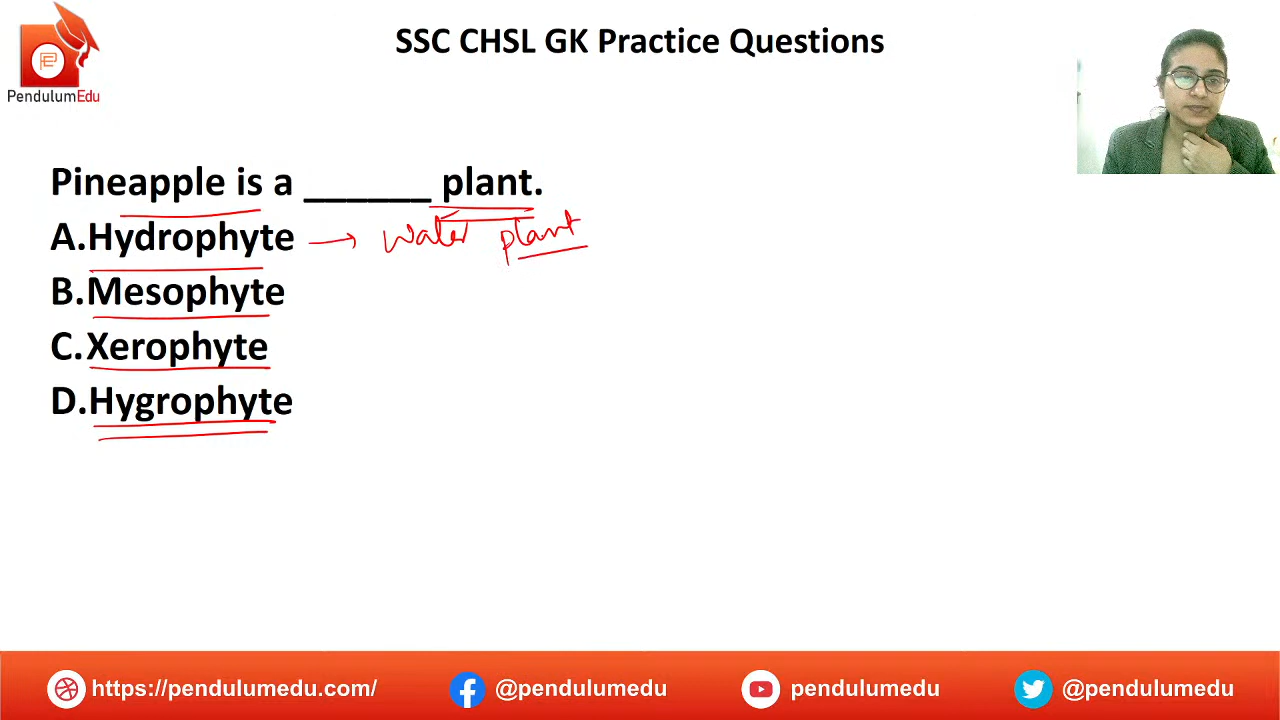 SSC CHSL GK Practice Questions
PendulumEdu
Pineapple is a ______ plant.
A.Hydrophyte → water plant
B.Mesophyte
C.Xerophyte
D.Hygrophyte
https://pendulumedu.com/ @pendulumedu pendulumedu @pendulumedu